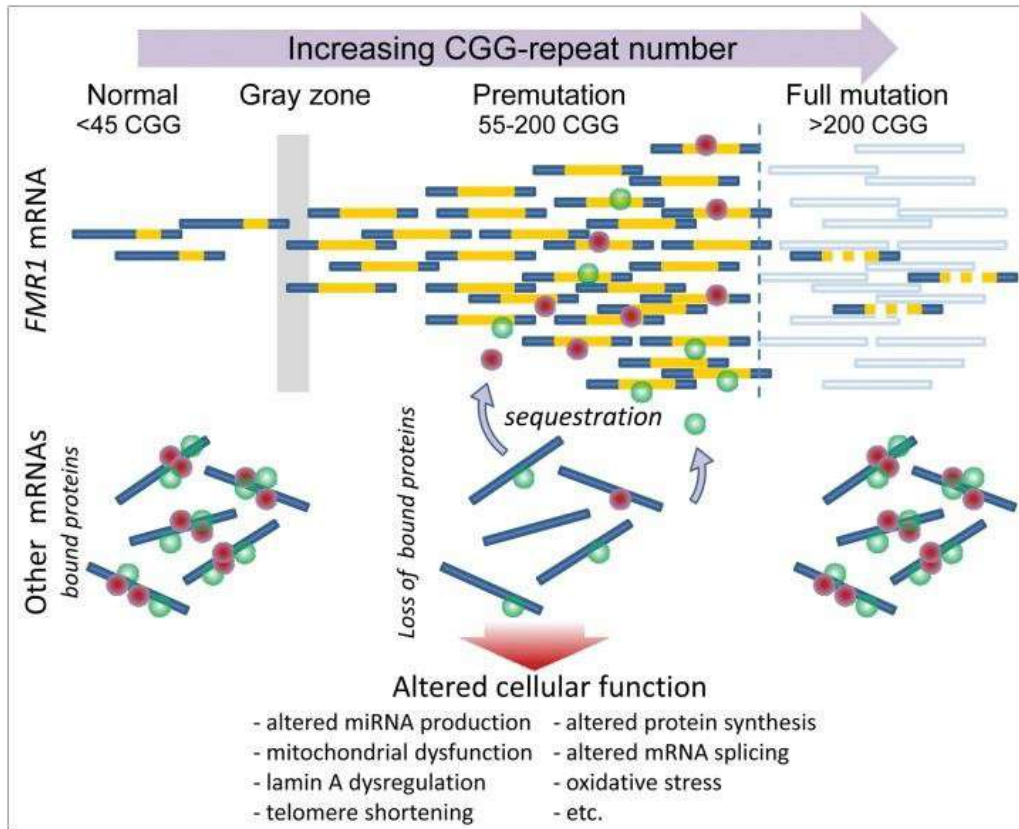 Increasing CGG-repeat number
Normal
<45 CGG
Gray zone
Premutation
55-200 CGG
Full mutation
>200 CGG
FMR1 mRNA
sequestration
Other mRNAs
bound proteins
Loss of bound proteins
Altered cellular function
- altered miRNA production
- mitochondrial dysfunction
- lamin A dysregulation
- telomere shortening
- altered protein synthesis
- altered mRNA splicing
- oxidative stress
- etc.